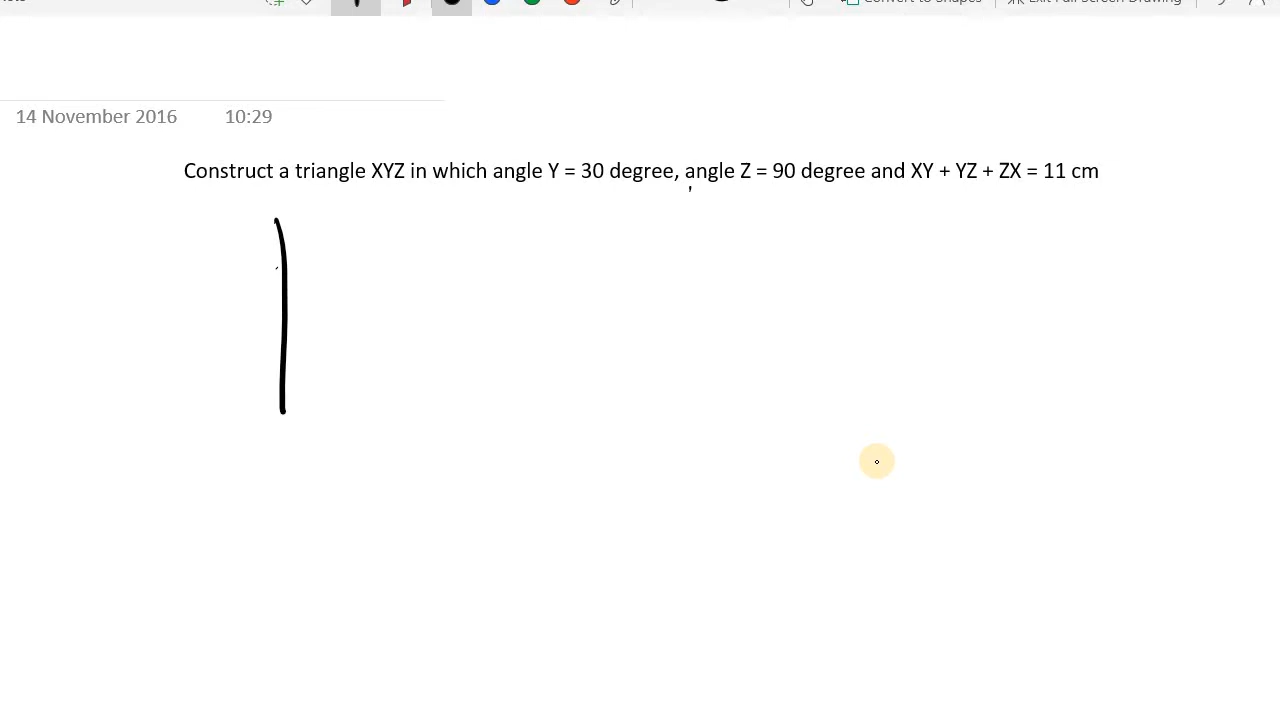 14 November 2016 10:29
Construct a triangle XYZ in which angle Y = 30 degree, angle Z = 90 degree and XY + YZ + ZX = 11 cm